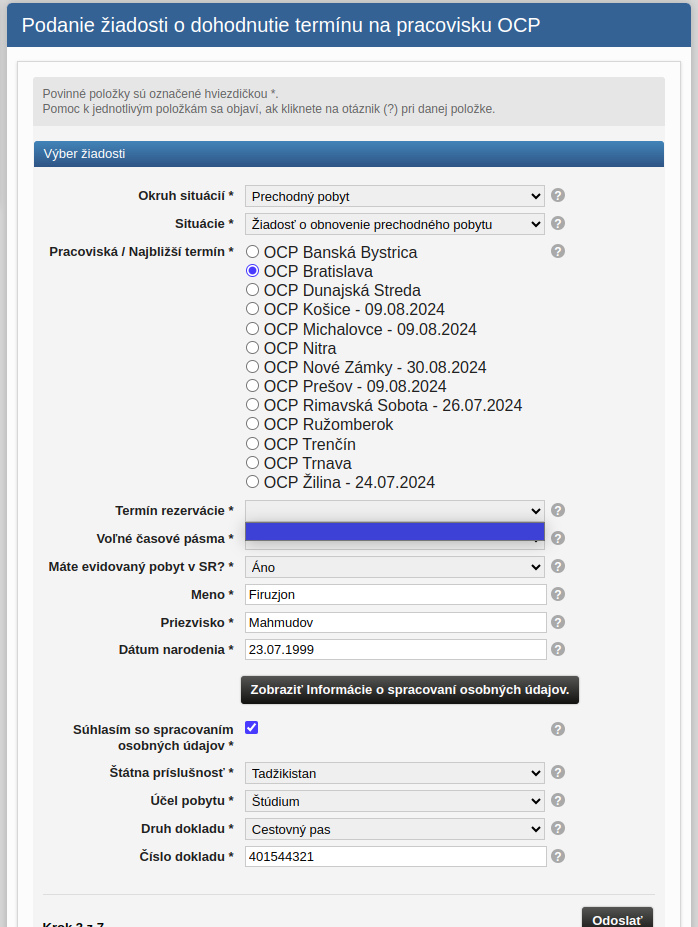 Podanie žiadosti o dohodnutie termínu na pracovisku OCP
Povinné položky sú označené hviezdičkou *.
Pomoc k jednotlivým položkám sa objaví, ak kliknete na otáznik (?) pri danej položke.
Výber žiadosti
Okruh situácií * Prechodný pobyt ?
Situácie * Žiadosť o obnovenie prechodného pobytu ?
Pracoviská / Najbližší termín * OCP Banská Bystrica ?
OCP Bratislava
OCP Dunajská Streda
OCP Košice - 09.08.2024
OCP Michalovce - 09.08.2024
OCP Nitra
OCP Nové Zámky - 30.08.2024
OCP Prešov - 09.08.2024
OCP Rimavská Sobota - 26.07.2024
OCP Ružomberok
OCP Trenčín
OCP Trnava
OCP Žilina - 24.07.2024
Termín rezervácie * ?
Voľné časové pásma * ?
Máte evidovaný pobyt v SR? * Áno ?
Meno * Firuzjon ?
Priezvisko * Mahmudov ?
Dátum narodenia * 23.07.1999 ?
Zobraziť Informácie o spracovaní osobných údajov.
Súhlasím so spracovaním ?
osobných údajov *
Štátna príslušnosť * Tadžikistan ?
Účel pobytu * Štúdium ?
Druh dokladu * Cestovný pas ?
Číslo dokladu * 401544321 ?
Odoslať
Krok 2 z 7